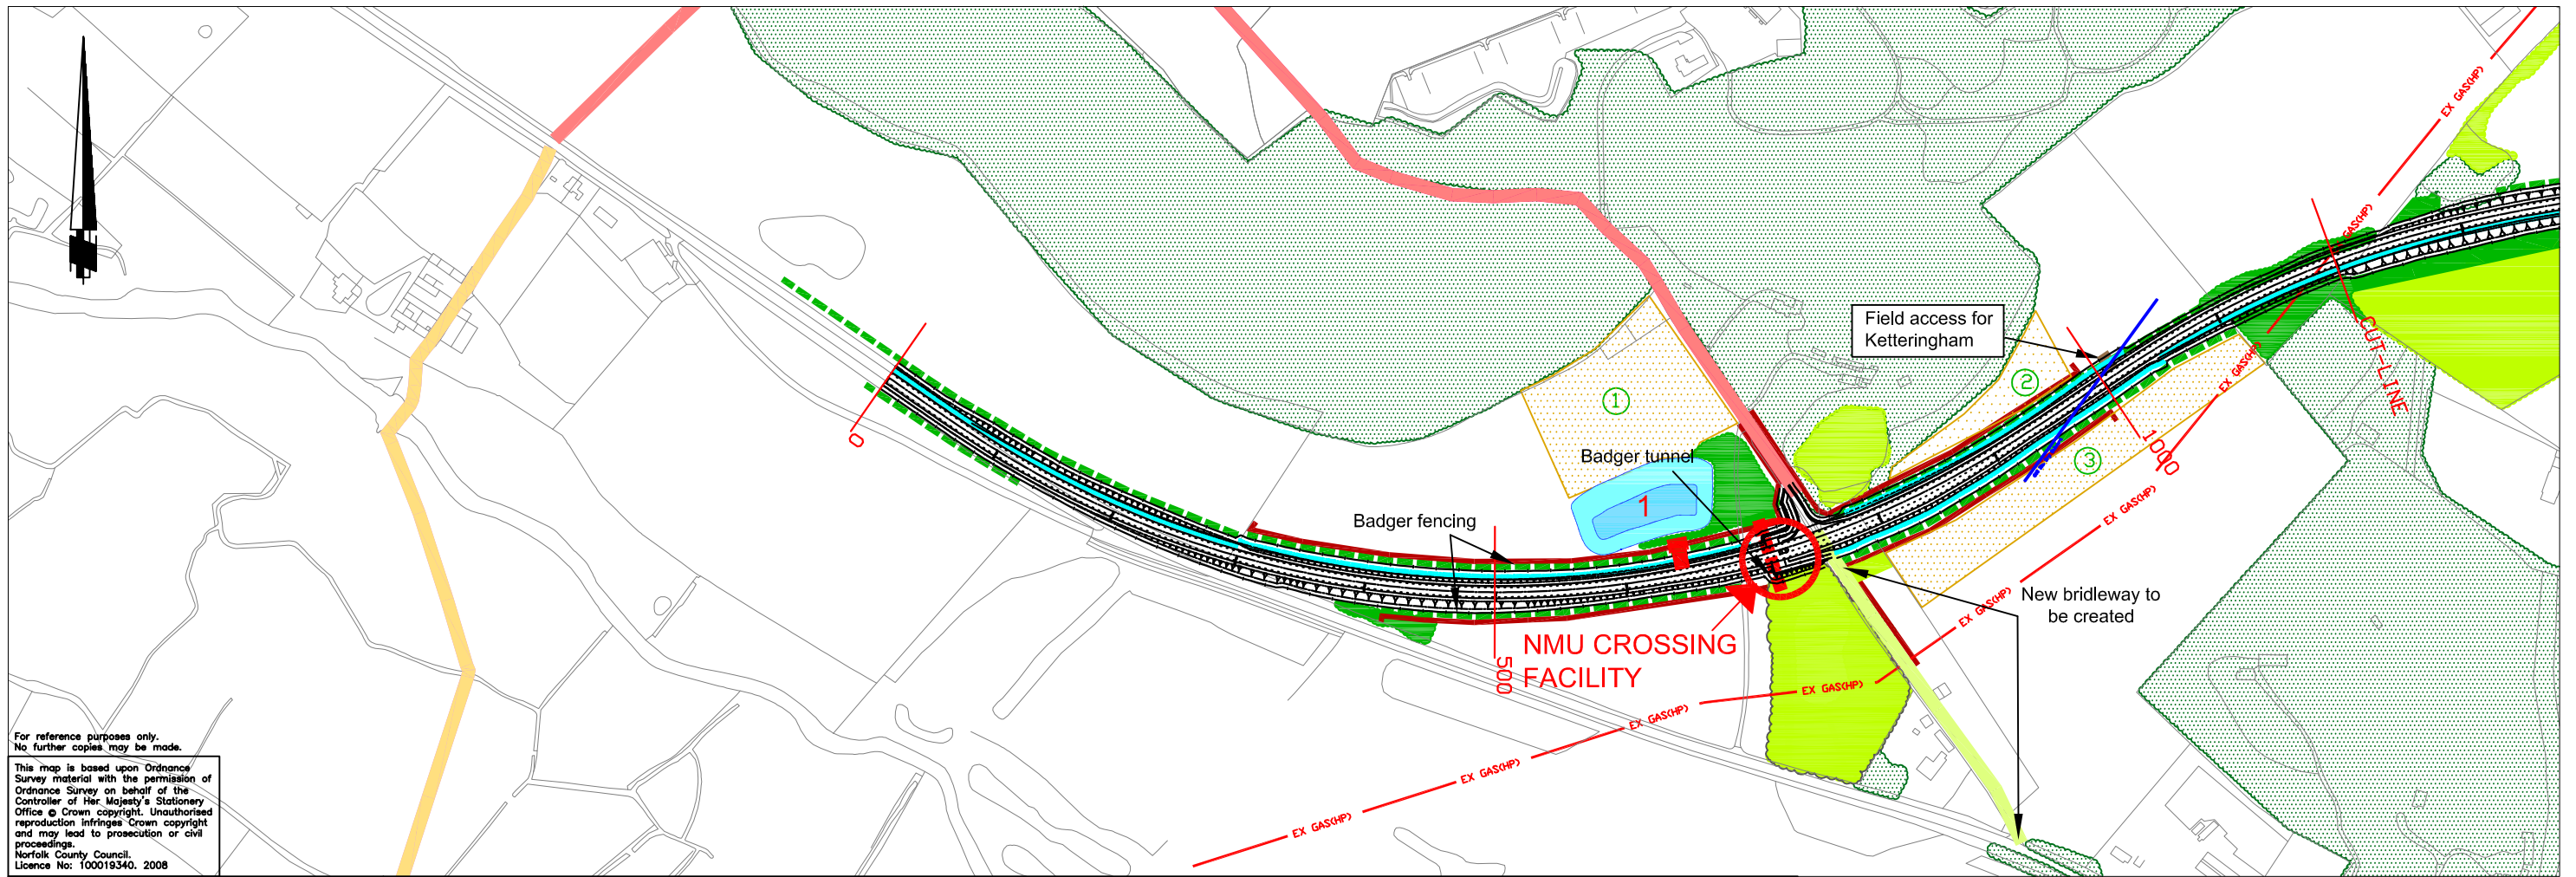 EX GAS(HP)
EX GAS(HP)
Field access for
Ketteringham
2
1
CUT-LINE
EX GAS(HP)
0
1000
3
Badger tunnel
1
EX GAS(HP)
Badger fencing
New bridleway to
be created
EX GAS(HP)
NMU CROSSING
FACILITY
500
EX GAS(HP)
EX GAS(HP)
EX GAS(HP)
EX GAS(HP)
For reference purposes only.
No further copies may be made.
This map is based upon Ordnance
Survey material with the permission of
Ordnance Survey on behalf of the
Controller of Her Majesty's Stationery
Office © Crown copyright. Unauthorised
reproduction infringes Crown copyright
and may lead to prosecution or civil
proceedings.
Norfolk County Council.
Licence No: 100019340. 2008